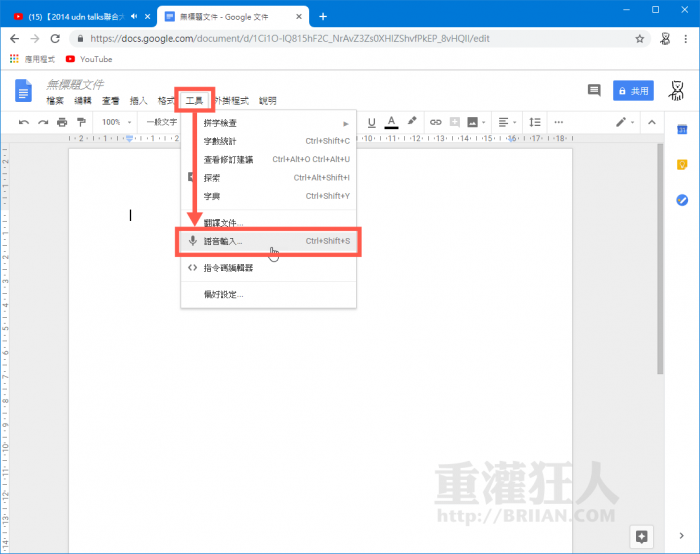 (15)【2014 udn talks聯合
無標題文件 - Google 文件
https://docs.google.com/document/d/1Cl1O-IQ815hF2C_NrAvZ3Zs0XHIZShvfPkEP_8vHQII/edit
應用程式 YouTube
無標題文件
檔案 編輯 查看 插入 格式 工具 外掛程式 說明
共用
100% 一般文字
拼字檢查
字數統計 Ctrl+Shift+C
查看修訂建議 Ctrl+Alt+O Ctrl+Alt+U
探索 Ctrl+Alt+Shift+I
字典 Ctrl+Shift+Y
翻譯文件...
語音輸入... Ctrl+Shift+S
指令碼編輯器
偏好設定...
重灌狂人
http://BRIIAN.COM